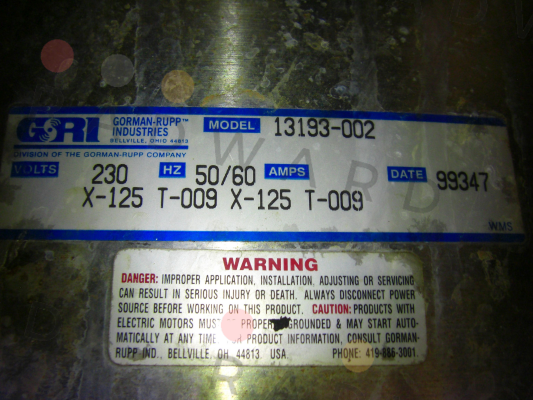 GRI GORMAN-RUPP™ INDUSTRIES
BELLVILLE, OHIO 44813
DIVISION OF THE GORMAN-RUPP COMPANY
MODEL 13193-002
VOLTS 230 HZ 50/60 AMPS DATE 99347
X-125 T-009 X-125 T-009
WMS
WARNING
DANGER: IMPROPER APPLICATION, INSTALLATION, ADJUSTING OR SERVICING
CAN RESULT IN SERIOUS INJURY OR DEATH. ALWAYS DISCONNECT POWER
SOURCE BEFORE WORKING ON THIS PRODUCT. CAUTION: PRODUCTS WITH
ELECTRIC MOTORS MUST PROPERLY GROUNDED & MAY START AUTO-
MATICALLY AT ANY TIME PRODUCT INFORMATION, CONSULT GORMAN-
RUPP IND., BELLVILLE, OH 44813. USA. PHONE: 419-886-3001.